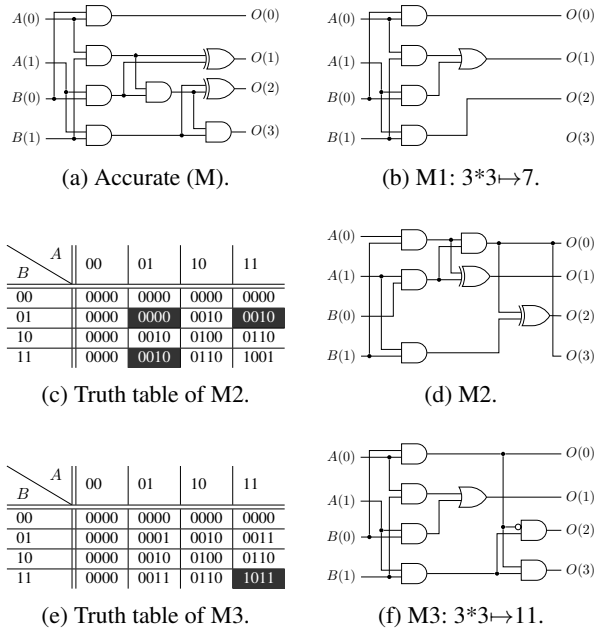 A(0)
A(1)
B(0)
B(1)
O(0)
O(1)
O(2)
O(3)
(a) Accurate (M).
A(0)
A(1)
B(0)
B(1)
O(0)
O(1)
O(2)
O(3)
(b) M1: 3*3↦7.
B A 00 01 10 11
00 0000 0000 0000 0000
01 0000 0000 0010 0010
10 0000 0010 0100 0110
11 0000 0010 0110 1001
(c) Truth table of M2.
A(0)
A(1)
B(0)
B(1)
O(0)
O(1)
O(2)
O(3)
(d) M2.
B A 00 01 10 11
00 0000 0000 0000 0000
01 0000 0001 0010 0011
10 0000 0010 0100 0110
11 0000 0011 0110 1011
(e) Truth table of M3.
A(0)
A(1)
B(0)
B(1)
O(0)
O(1)
O(2)
O(3)
(f) M3: 3*3↦11.